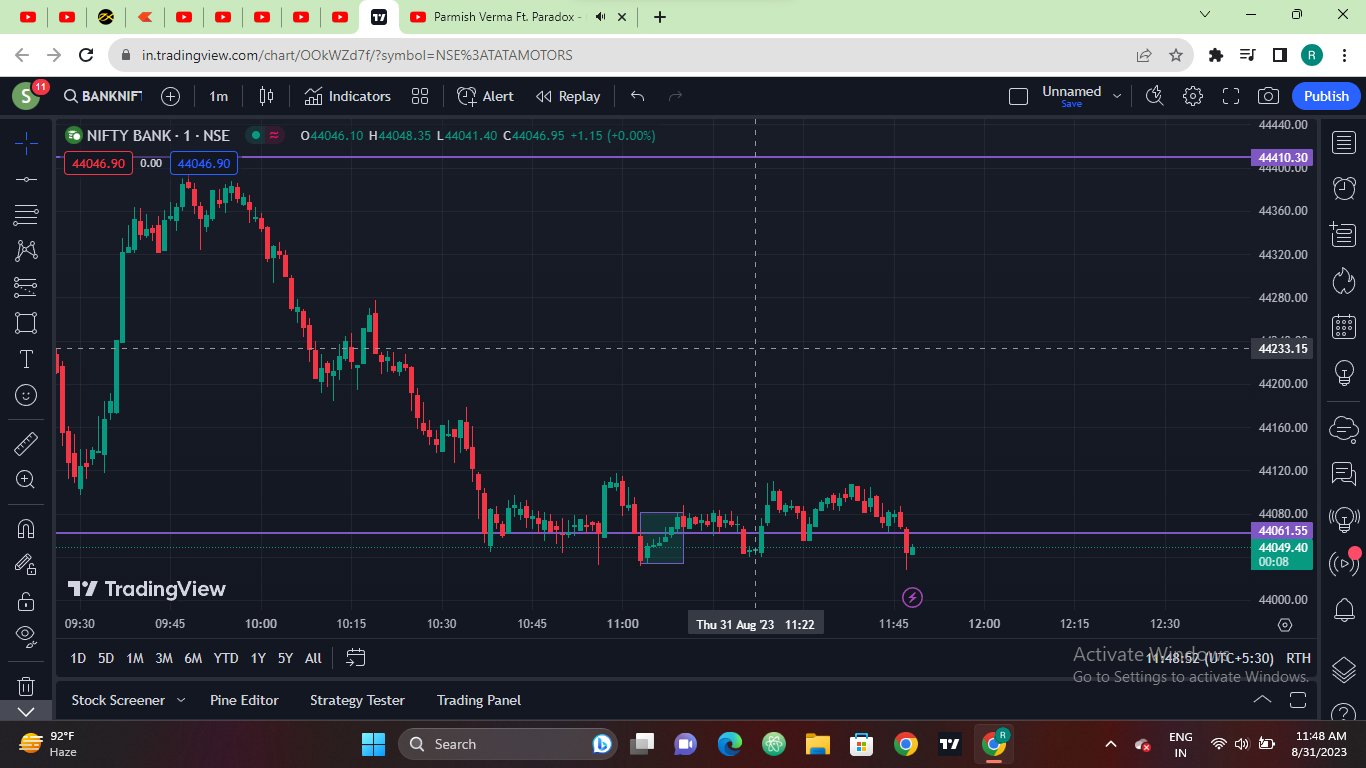 Parmish Verma Ft. Paradox -
in.tradingview.com/chart/OOkWZd7f/?symbol=NSE%3ATATAMOTORS
R
S
11
BANKNIF
1m
Indicators
Alert
Replay
Unnamed
Save
Publish
NIFTY BANK · 1 · NSE
O44046.10 H44048.35 L44041.40 C44046.95 +1.15 (+0.00%)
44046.90 0.00 44046.90
44440.00
44410.30
44400.00
44360.00
44320.00
44280.00
44233.15
44200.00
44160.00
44120.00
44080.00
44061.55
44049.40
00:08
44000.00
TradingView
09:30 09:45 10:00 10:15 10:30 10:45 11:00 Thu 31 Aug '23 11:22 11:45 12:00 12:15 12:30
1D 5D 1M 3M 6M YTD 1Y 5Y All
11:48:52 (UTC+5:30) RTH
Activate Windows
Go to Settings to activate Windows.
Stock Screener Pine Editor Strategy Tester Trading Panel
92°F
Haze
Search
R
ENG
IN
11:48 AM
8/31/2023